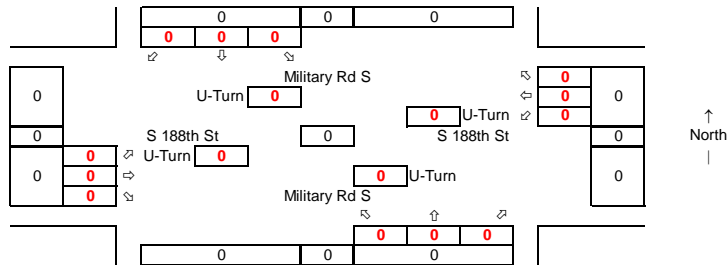 0 0 0
0 0 0
⬃ ⇩ ⬂
Military Rd S ⬁ 0
0 U-Turn 0 ⇦ 0 0
0 U-Turn ⬃ 0 ↑
0 S 188th St 0 S 188th St 0 North
0 ⬀ U-Turn 0 |
0 0 ⇨ 0 U-Turn 0
0 ⬂ Military Rd S
⬁ ⇧ ⬀
0 0 0
0 0 0